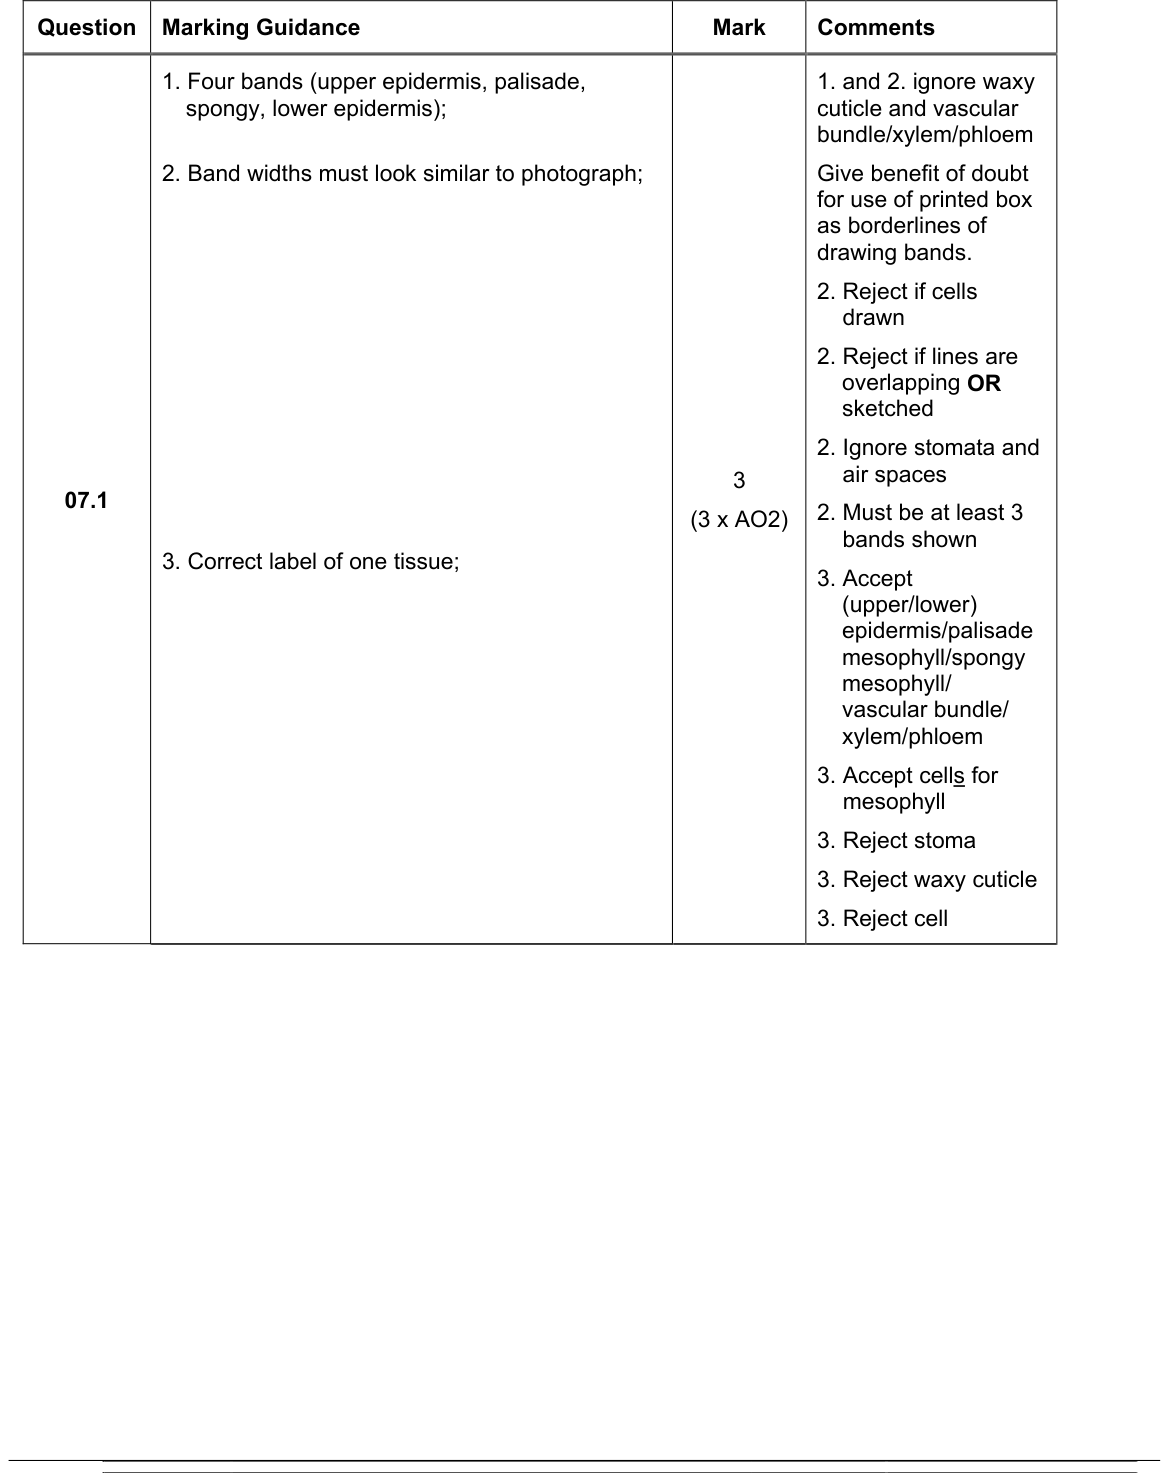 Question Marking Guidance Mark Comments
07.1
1. Four bands (upper epidermis, palisade,
spongy, lower epidermis);
2. Band widths must look similar to photograph;
3. Correct label of one tissue;
3
(3 x AO2)
1. and 2. ignore waxy
cuticle and vascular
bundle/xylem/phloem
Give benefit of doubt
for use of printed box
as borderlines of
drawing bands.
2. Reject if cells
drawn
2. Reject if lines are
overlapping OR
sketched
2. Ignore stomata and
air spaces
2. Must be at least 3
bands shown
3. Accept
(upper/lower)
epidermis/palisade
mesophyll/spongy
mesophyll/
vascular bundle/
xylem/phloem
3. Accept cells for
mesophyll
3. Reject stoma
3. Reject waxy cuticle
3. Reject cell